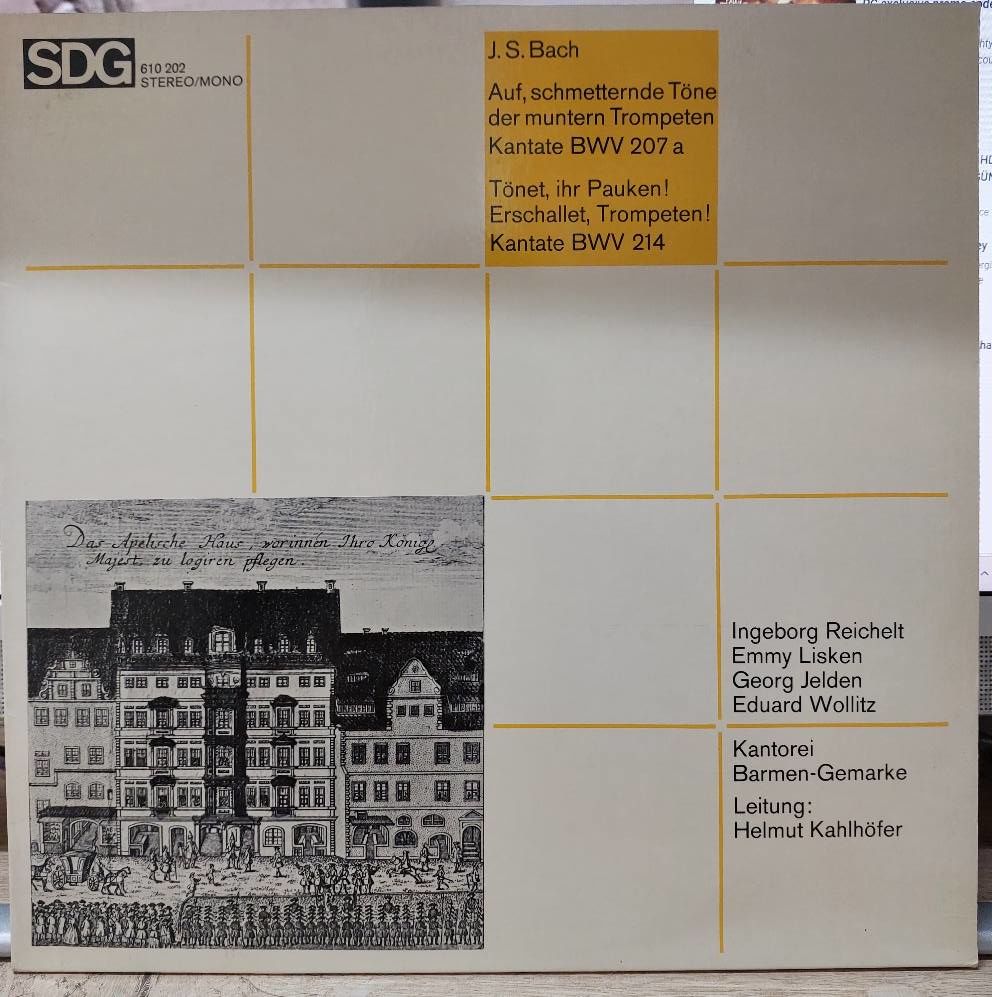 SDG
610 202
STEREO/MONO
J. S. Bach
Auf, schmetternde Töne
der muntern Trompeten
Kantate BWV 207 a
Tönet, ihr Pauken!
Erschallet, Trompeten!
Kantate BWV 214
Das Apelische Haus, worinnen Ihro Königl.
Majest. zu logiren pflegen.
Ingeborg Reichelt
Emmy Lisken
Georg Jelden
Eduard Wollitz
Kantorei
Barmen-Gemarke
Leitung:
Helmut Kahlhöfer